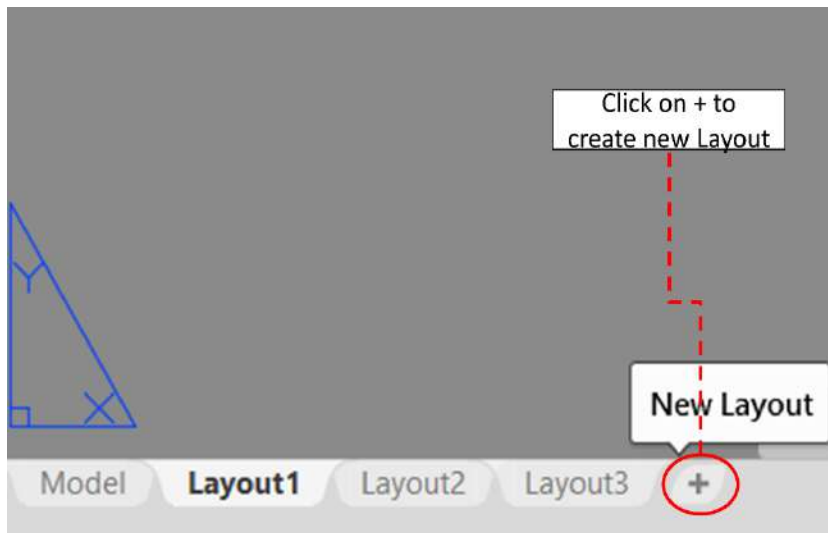 Click on + to
create new Layout
Y
X
New Layout
Model Layout1 Layout2 Layout3 +